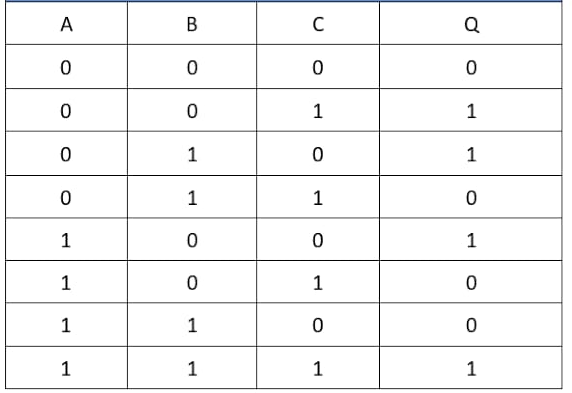 A B C Q
0 0 0 0
0 0 1 1
0 1 0 1
0 1 1 0
1 0 0 1
1 0 1 0
1 1 0 0
1 1 1 1